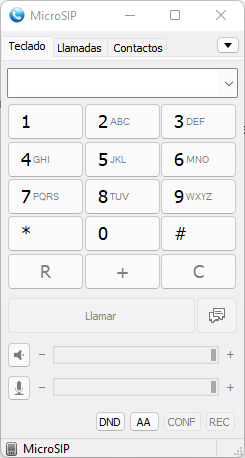 MicroSIP
Teclado Llamadas Contactos
1 2 ABC 3 DEF
4 GHI 5 JKL 6 MNO
7 PQRS 8 TUV 9 WXYZ
* 0 #
R + C
Llamar
− +
− +
DND AA CONF REC
MicroSIP